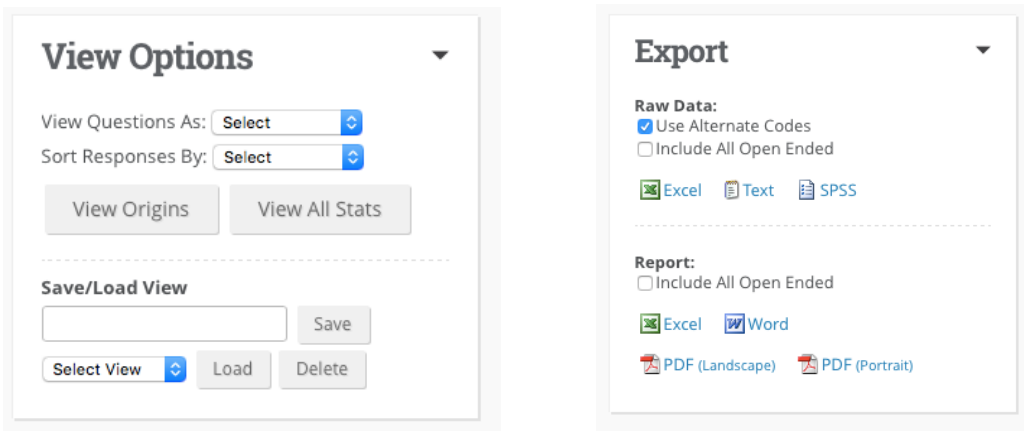 View Options
View Questions As: Select
Sort Responses By: Select
View Origins View All Stats
Save/Load View
Save
Select View Load Delete
Export
Raw Data:
Use Alternate Codes
Include All Open Ended
Excel Text SPSS
Report:
Include All Open Ended
Excel Word
PDF (Landscape) PDF (Portrait)